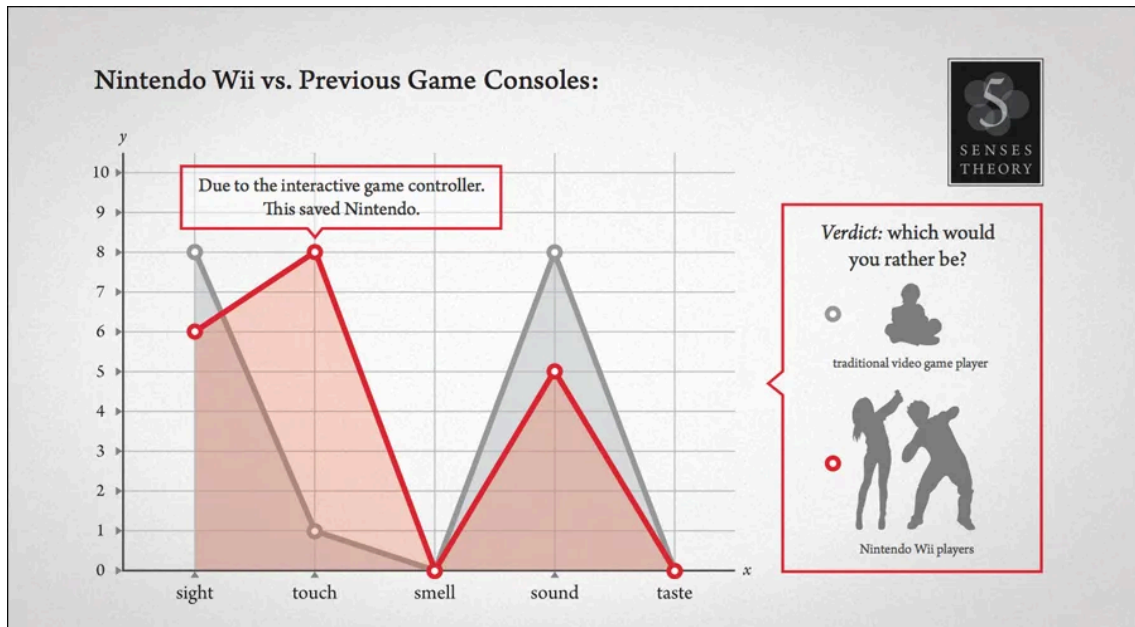 Nintendo Wii vs. Previous Game Consoles:
5
SENSES
THEORY
y
10
9
8
7
6
5
4
3
2
1
0
Due to the interactive game controller.
This saved Nintendo.
sight
touch
smell
sound
taste
x
Verdict: which would
you rather be?
traditional video game player
Nintendo Wii players